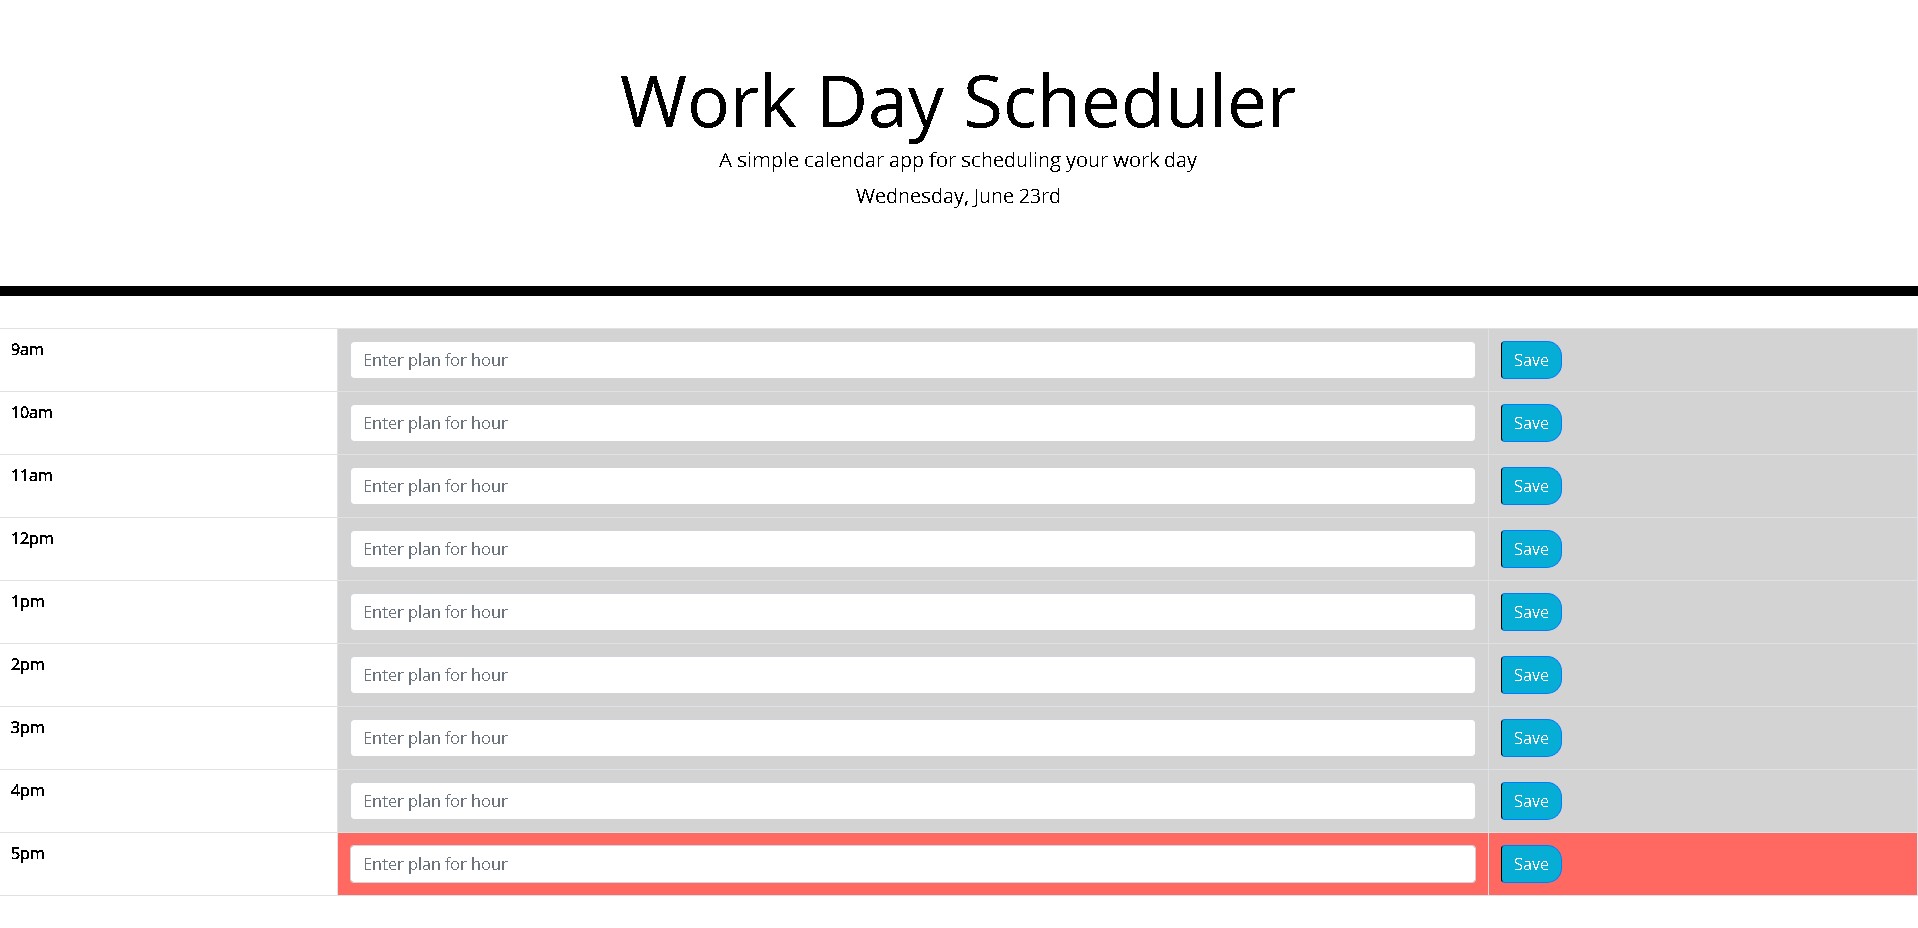 Work Day Scheduler
A simple calendar app for scheduling your work day
Wednesday, June 23rd
9am Enter plan for hour Save
10am Enter plan for hour Save
11am Enter plan for hour Save
12pm Enter plan for hour Save
1pm Enter plan for hour Save
2pm Enter plan for hour Save
3pm Enter plan for hour Save
4pm Enter plan for hour Save
5pm Enter plan for hour Save